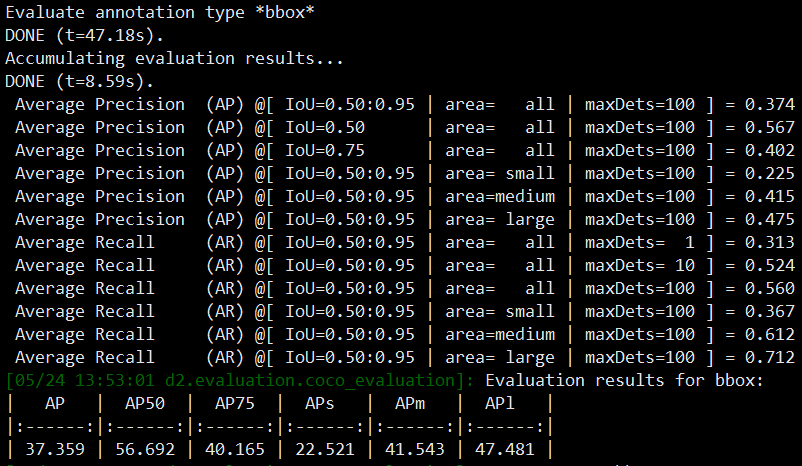 Evaluate annotation type *bbox*
DONE (t=47.18s).
Accumulating evaluation results...
DONE (t=8.59s).
 Average Precision  (AP) @[ IoU=0.50:0.95 | area=   all | maxDets=100 ] = 0.374
 Average Precision  (AP) @[ IoU=0.50      | area=   all | maxDets=100 ] = 0.567
 Average Precision  (AP) @[ IoU=0.75      | area=   all | maxDets=100 ] = 0.402
 Average Precision  (AP) @[ IoU=0.50:0.95 | area= small | maxDets=100 ] = 0.225
 Average Precision  (AP) @[ IoU=0.50:0.95 | area=medium | maxDets=100 ] = 0.415
 Average Precision  (AP) @[ IoU=0.50:0.95 | area= large | maxDets=100 ] = 0.475
 Average Recall     (AR) @[ IoU=0.50:0.95 | area=   all | maxDets=  1 ] = 0.313
 Average Recall     (AR) @[ IoU=0.50:0.95 | area=   all | maxDets= 10 ] = 0.524
 Average Recall     (AR) @[ IoU=0.50:0.95 | area=   all | maxDets=100 ] = 0.560
 Average Recall     (AR) @[ IoU=0.50:0.95 | area= small | maxDets=100 ] = 0.367
 Average Recall     (AR) @[ IoU=0.50:0.95 | area=medium | maxDets=100 ] = 0.612
 Average Recall     (AR) @[ IoU=0.50:0.95 | area= large | maxDets=100 ] = 0.712
[05/24 13:53:01 d2.evaluation.coco_evaluation]: Evaluation results for bbox:
|   AP   |  AP50  |  AP75  |  APs   |  APm   |  APl   |
|:------:|:------:|:------:|:------:|:------:|:------:|
| 37.359 | 56.692 | 40.165 | 22.521 | 41.543 | 47.481 |